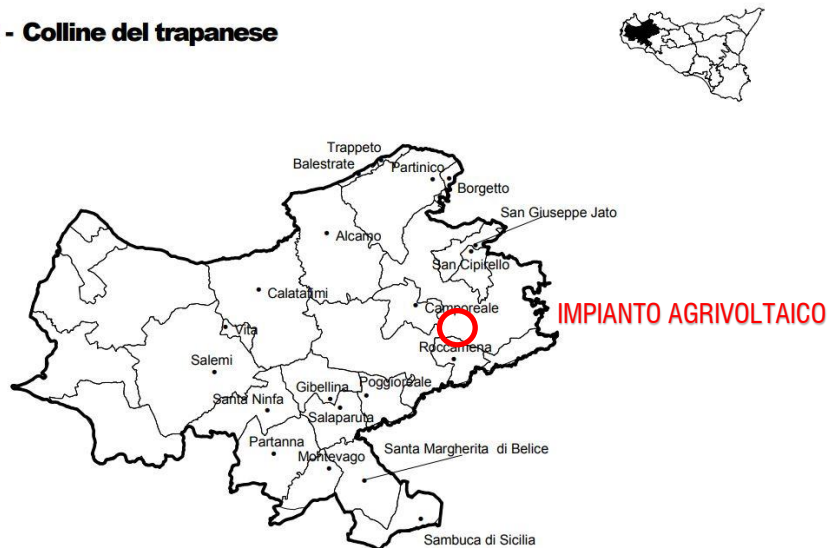 - Colline del trapanese
Trappeto
Balestrate
Partinico
Borgetto
San Giuseppe Jato
Alcamo
San Cipirello
Calatafimi
Camporeale
IMPIANTO AGRIVOLTAICO
Vita
Roccamena
Salemi
Gibellina
Poggioreale
Santa Ninfa
Salaparuta
Partanna
Santa Margherita di Belice
Montevago
Sambuca di Sicilia